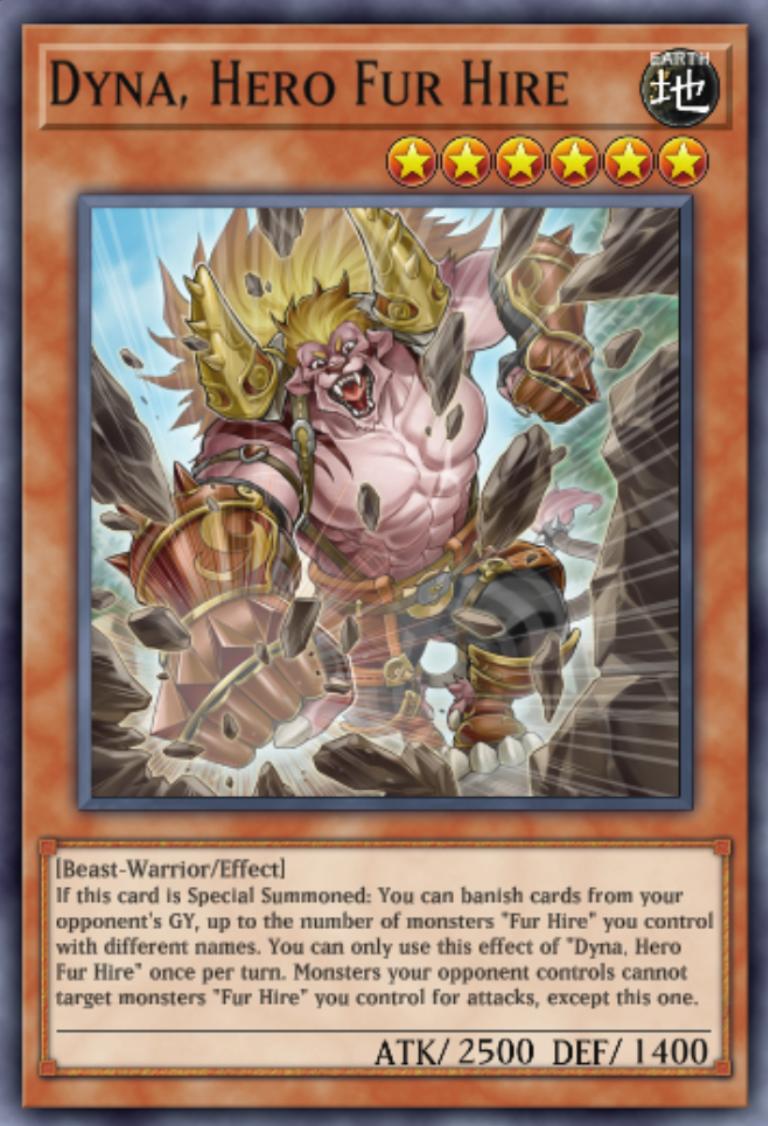 Dyna, Hero Fur Hire
EARTH
地
[Beast-Warrior/Effect]
If this card is Special Summoned: You can banish cards from your
opponent's GY, up to the number of monsters "Fur Hire" you control
with different names. You can only use this effect of "Dyna, Hero
Fur Hire" once per turn. Monsters your opponent controls cannot
target monsters "Fur Hire" you control for attacks, except this one.
ATK/ 2500 DEF/ 1400